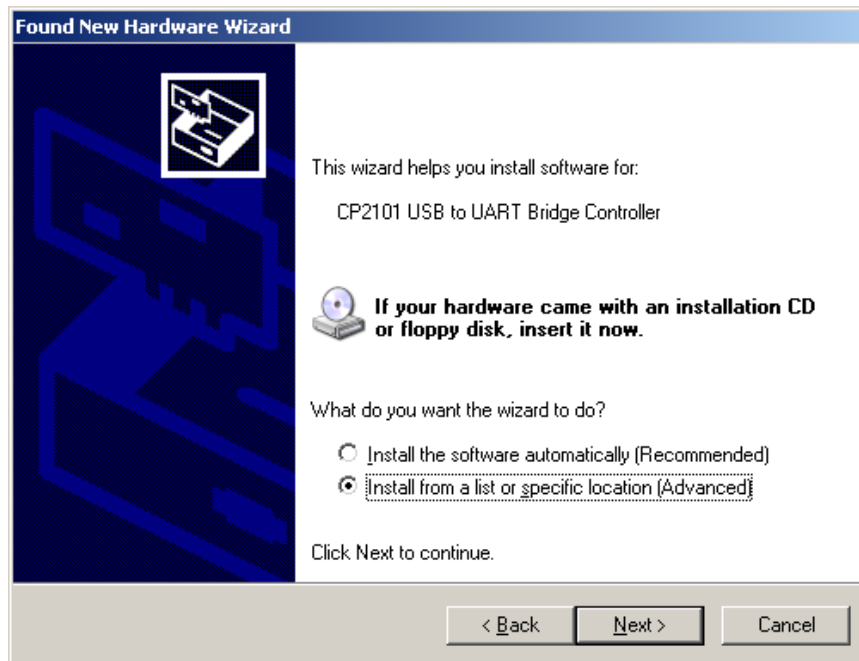 Found New Hardware Wizard
This wizard helps you install software for:
CP2101 USB to UART Bridge Controller
If your hardware came with an installation CD
or floppy disk, insert it now.
What do you want the wizard to do?
Install the software automatically (Recommended)
Install from a list or specific location (Advanced)
Click Next to continue.
< Back Next > Cancel